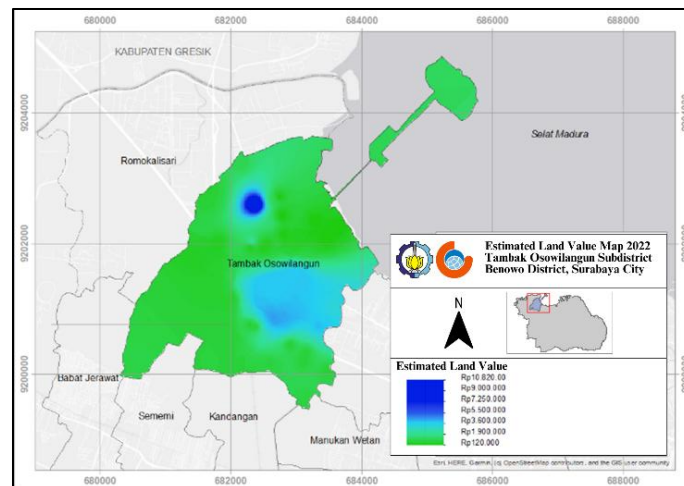 680000
682000
684000
686000
688000
KABUPATEN GRESIK
9204000
9204000
Selat Madura
Romokalisari
9202000
Tambak Osowilangun
Estimated Land Value Map 2022
Tambak Osowilangun Subdistrict
Benowo District, Surabaya City
N
9200000
Babat Jerawat
Sememi
Kandangan
Manukan Wetan
Estimated Land Value
Rp10.820.00
Rp9.000.000
Rp7.250.000
Rp5.500.000
Rp3.600.000
Rp1.900.000
Rp120.000
Esri, HERE, Garmin, (c) OpenStreetMap contributors, and the GIS user community
680000
682000
684000
686000
688000